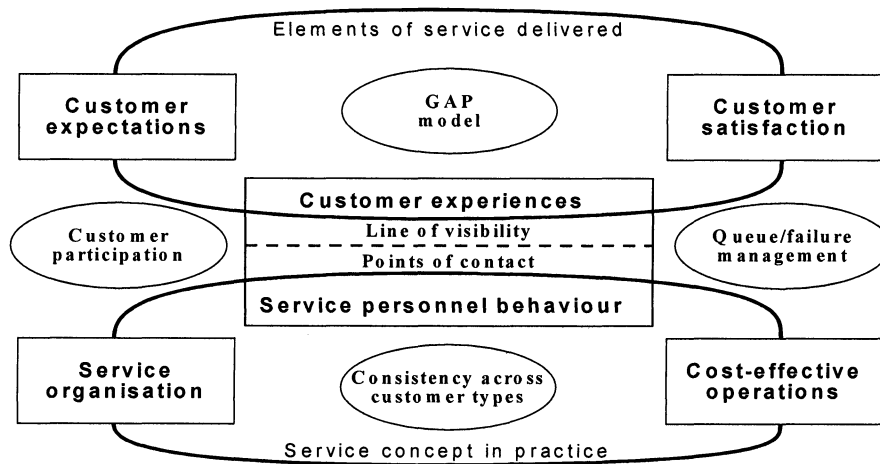 Elements of service delivered
Customer
expectations
GAP
model
Customer
satisfaction
Customer experiences
Line of visibility
Customer
participation
Queue/failure
management
Points of contact
Service personnel behaviour
Service
organisation
Consistency across
customer types
Cost-effective
operations
Service concept in practice